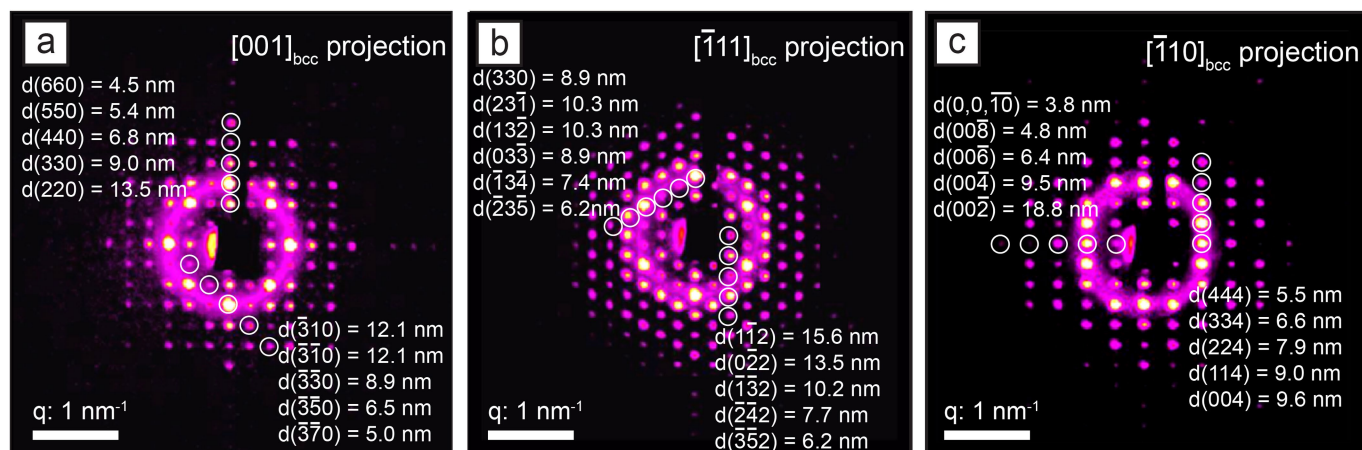 a
[001]bcc projection
d(660) = 4.5 nm
d(550) = 5.4 nm
d(440) = 6.8 nm
d(330) = 9.0 nm
d(220) = 13.5 nm
d(3̅10) = 12.1 nm
d(3̅1̅0) = 12.1 nm
d(3̅3̅0) = 8.9 nm
d(3̅5̅0) = 6.5 nm
d(3̅7̅0) = 5.0 nm
q: 1 nm⁻¹
b
[1̅11]bcc projection
d(330) = 8.9 nm
d(231̅) = 10.3 nm
d(132̅) = 10.3 nm
d(033̅) = 8.9 nm
d(1̅34̅) = 7.4 nm
d(2̅35̅) = 6.2nm
d(11̅2) = 15.6 nm
d(02̅2) = 13.5 nm
d(1̅3̅2) = 10.2 nm
d(2̅4̅2) = 7.7 nm
d(3̅5̅2) = 6.2 nm
q: 1 nm⁻¹
c
[1̅10]bcc projection
d(0,0,1̅0̅) = 3.8 nm
d(008̅) = 4.8 nm
d(006̅) = 6.4 nm
d(004̅) = 9.5 nm
d(002̅) = 18.8 nm
d(444) = 5.5 nm
d(334) = 6.6 nm
d(224) = 7.9 nm
d(114) = 9.0 nm
d(004) = 9.6 nm
q: 1 nm⁻¹